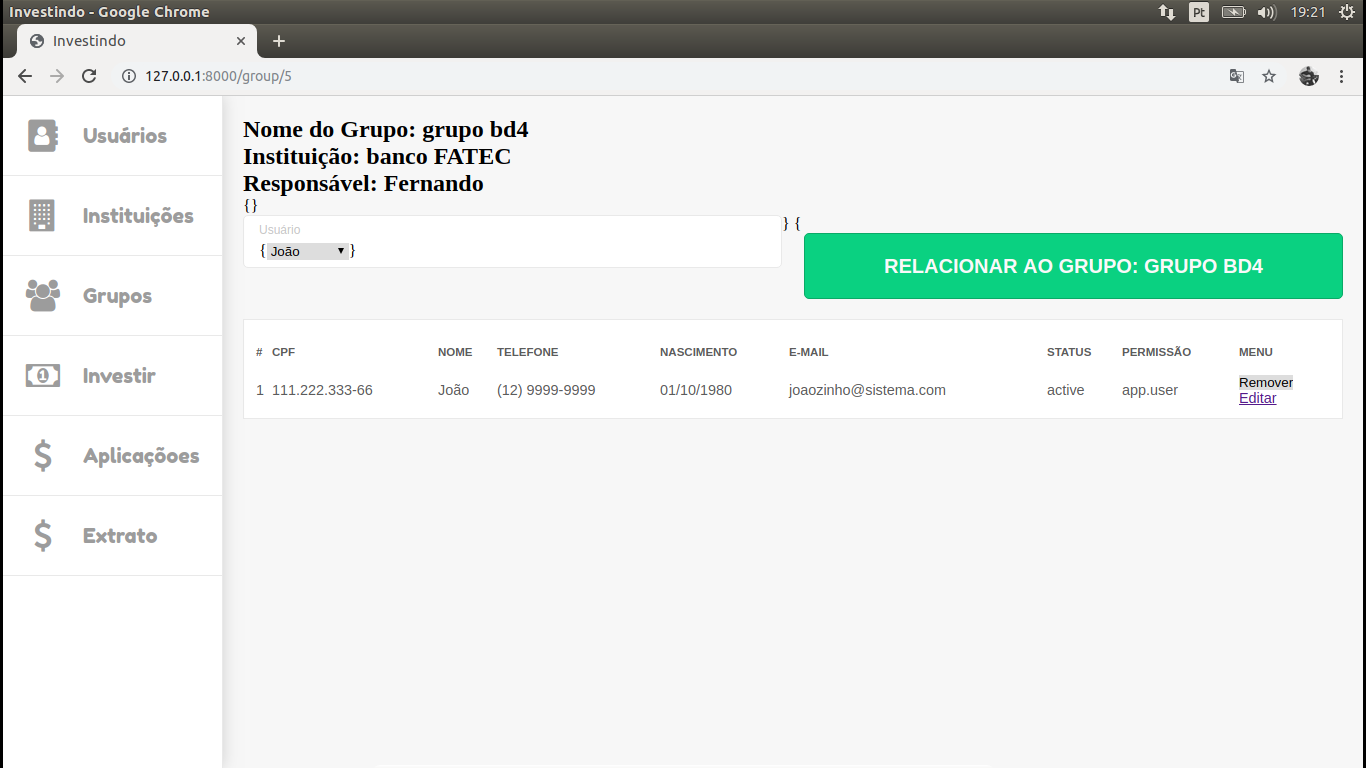 Investindo - Google Chrome
Pt
19:21
Investindo
127.0.0.1:8000/group/5
Usuários
Instituições
Grupos
Investir
Aplicaçõoes
Extrato
Nome do Grupo: grupo bd4
Instituição: banco FATEC
Responsável: Fernando
{}
Usuário
{João} } {
RELACIONAR AO GRUPO: GRUPO BD4
# CPF NOME TELEFONE NASCIMENTO E-MAIL STATUS PERMISSÃO MENU
1 111.222.333-66 João (12) 9999-9999 01/10/1980 joaozinho@sistema.com active app.user Remover
Editar